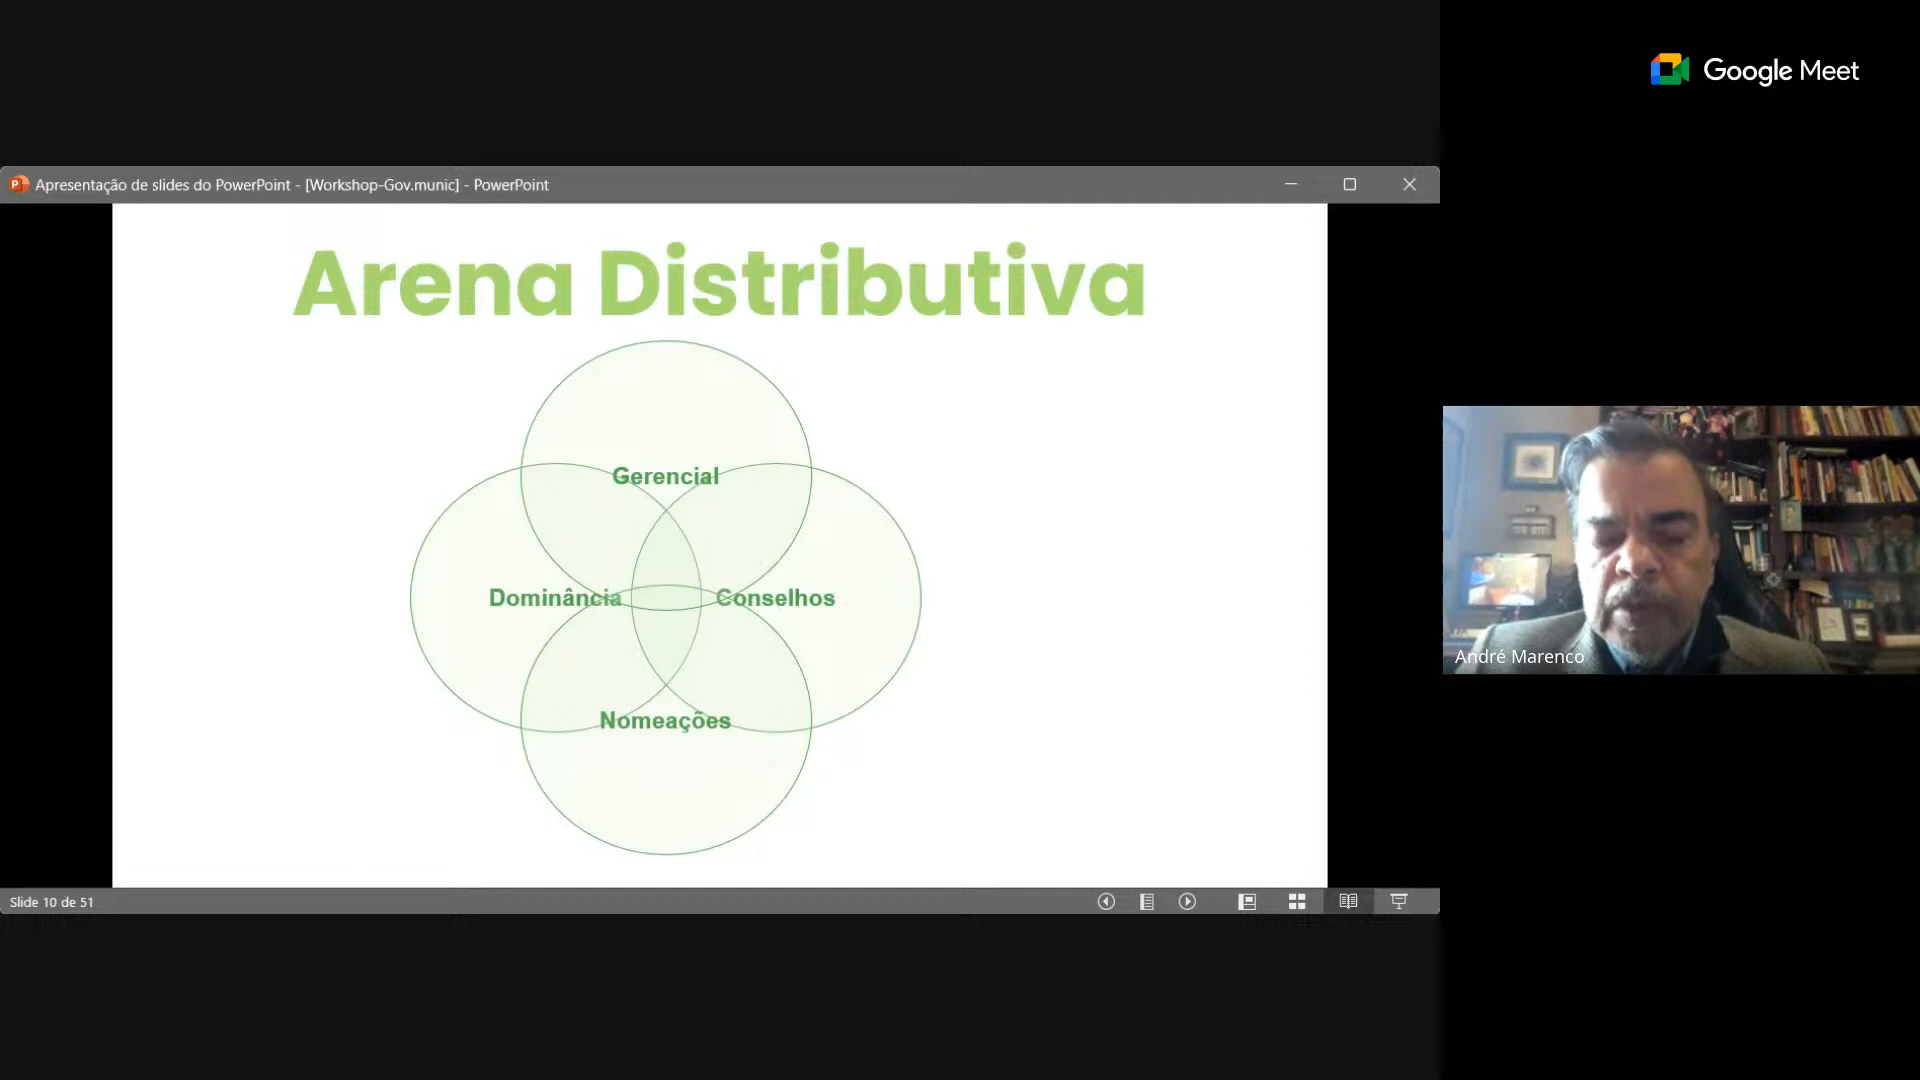 Google Meet
Apresentação de slides do PowerPoint - [Workshop-Gov.munic] - PowerPoint
Arena Distributiva
Gerencial
Dominância
Conselhos
Nomeações
André Marenco
Slide 10 de 51